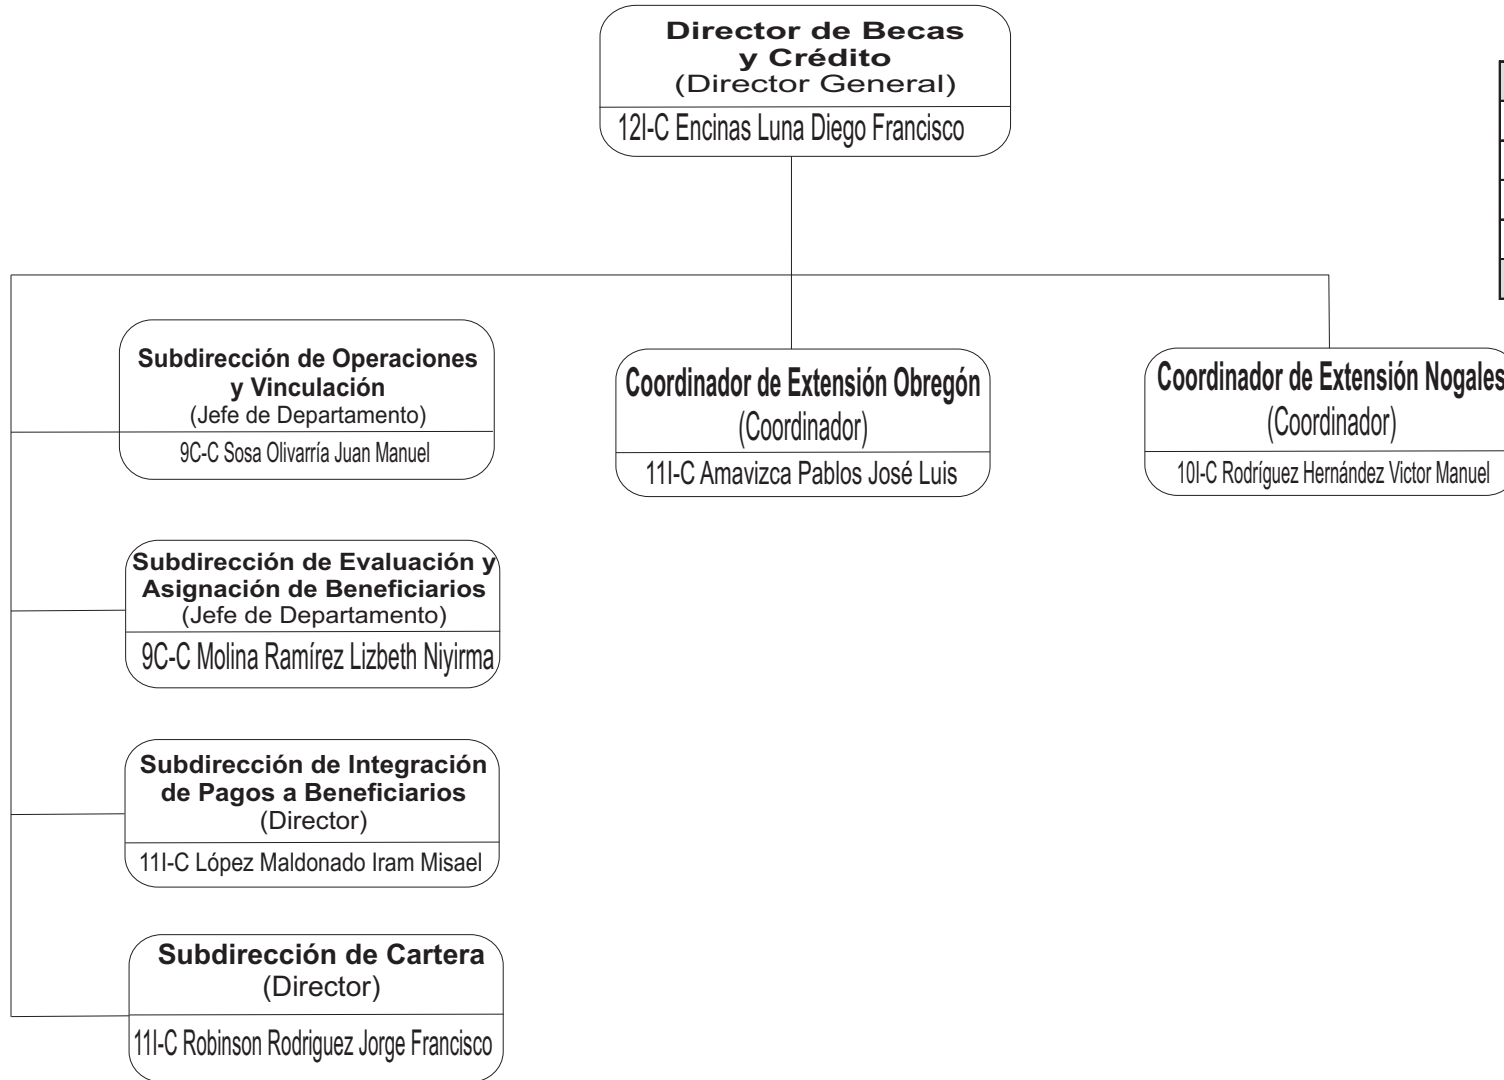 Director de Becas
y Crédito
(Director General)
12I-C Encinas Luna Diego Francisco
Subdirección de Operaciones
y Vinculación
(Jefe de Departamento)
9C-C Sosa Olivarría Juan Manuel
Coordinador de Extensión Obregón
(Coordinador)
11I-C Amavizca Pablos José Luis
Coordinador de Extensión Nogales
(Coordinador)
10I-C Rodríguez Hernández Victor Manuel
Subdirección de Evaluación y
Asignación de Beneficiarios
(Jefe de Departamento)
9C-C Molina Ramírez Lizbeth Niyirma
Subdirección de Integración
de Pagos a Beneficiarios
(Director)
11I-C López Maldonado Iram Misael
Subdirección de Cartera
(Director)
11I-C Robinson Rodriguez Jorge Francisco